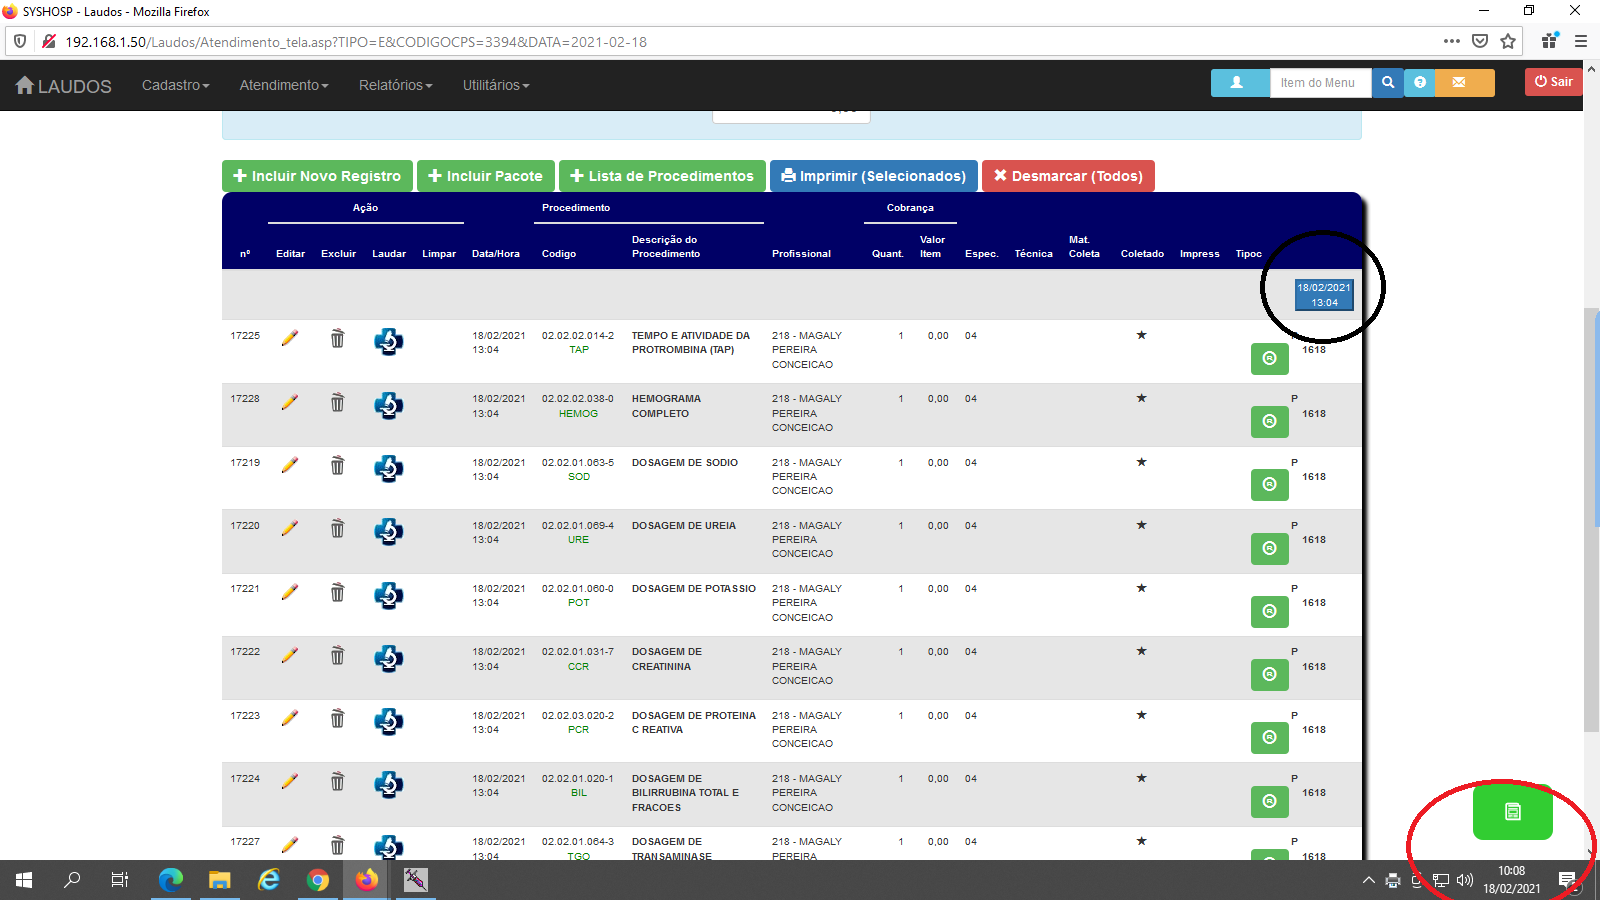 SYSHOSP - Laudos - Mozilla Firefox
192.168.1.50/Laudos/Atendimento_tela.asp?TIPO=E&CODIGOCPS=3394&DATA=2021-02-18
LAUDOS Cadastro Atendimento Relatórios Utilitários Item do Menu Sair
Incluir Novo Registro Incluir Pacote Lista de Procedimentos Imprimir (Selecionados) Desmarcar (Todos)
Ação Procedimento Cobrança
nº Editar Excluir Laudar Limpar Data/Hora Codigo Descrição do Procedimento Profissional Quant. Valor Item Espec. Técnica Mat. Coleta Coletado Impress Tipoc
18/02/2021
13:04
17225 18/02/2021 02.02.02.014-2 TEMPO E ATIVIDADE DA 218 - MAGALY 1 0,00 04
13:04 TAP PROTROMBINA (TAP) PEREIRA 1618
CONCEICAO
17228 18/02/2021 02.02.02.038-0 HEMOGRAMA 218 - MAGALY 1 0,00 04 P
13:04 HEMOG COMPLETO PEREIRA 1618
CONCEICAO
17219 18/02/2021 02.02.01.063-5 DOSAGEM DE SODIO 218 - MAGALY 1 0,00 04 P
13:04 SOD PEREIRA 1618
CONCEICAO
17220 18/02/2021 02.02.01.069-4 DOSAGEM DE UREIA 218 - MAGALY 1 0,00 04 P
13:04 URE PEREIRA 1618
CONCEICAO
17221 18/02/2021 02.02.01.060-0 DOSAGEM DE POTASSIO 218 - MAGALY 1 0,00 04 P
13:04 POT PEREIRA 1618
CONCEICAO
17222 18/02/2021 02.02.01.031-7 DOSAGEM DE 218 - MAGALY 1 0,00 04 P
13:04 CCR CREATININA PEREIRA 1618
CONCEICAO
17223 18/02/2021 02.02.03.020-2 DOSAGEM DE PROTEINA 218 - MAGALY 1 0,00 04 P
13:04 PCR C REATIVA PEREIRA 1618
CONCEICAO
17224 18/02/2021 02.02.01.020-1 DOSAGEM DE 218 - MAGALY 1 0,00 04 P
13:04 BIL BILIRRUBINA TOTAL E PEREIRA 1618
FRACOES CONCEICAO
17227 18/02/2021 02.02.01.064-3 DOSAGEM DE 218 - MAGALY 1 0,00 04 P
13:04 TGO TRANSAMINASE PEREIRA 1618
10:08
18/02/2021